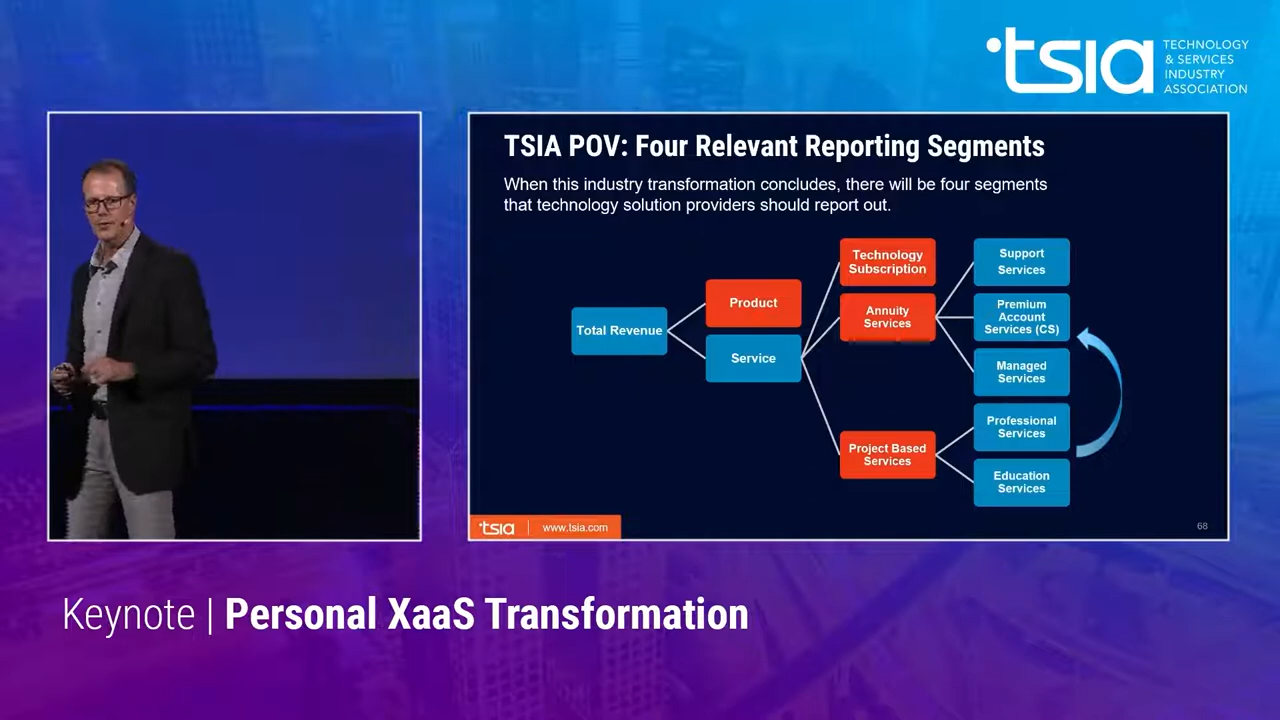 tsia
TECHNOLOGY
& SERVICES
INDUSTRY
ASSOCIATION
TSIA POV: Four Relevant Reporting Segments
When this industry transformation concludes, there will be four segments
that technology solution providers should report out.
Total Revenue
Product
Service
Technology
Subscription
Annuity
Services
Project Based
Services
Support
Services
Premium
Account
Services (CS)
Managed
Services
Professional
Services
Education
Services
tsia | www.tsia.com
68
Keynote | Personal XaaS Transformation